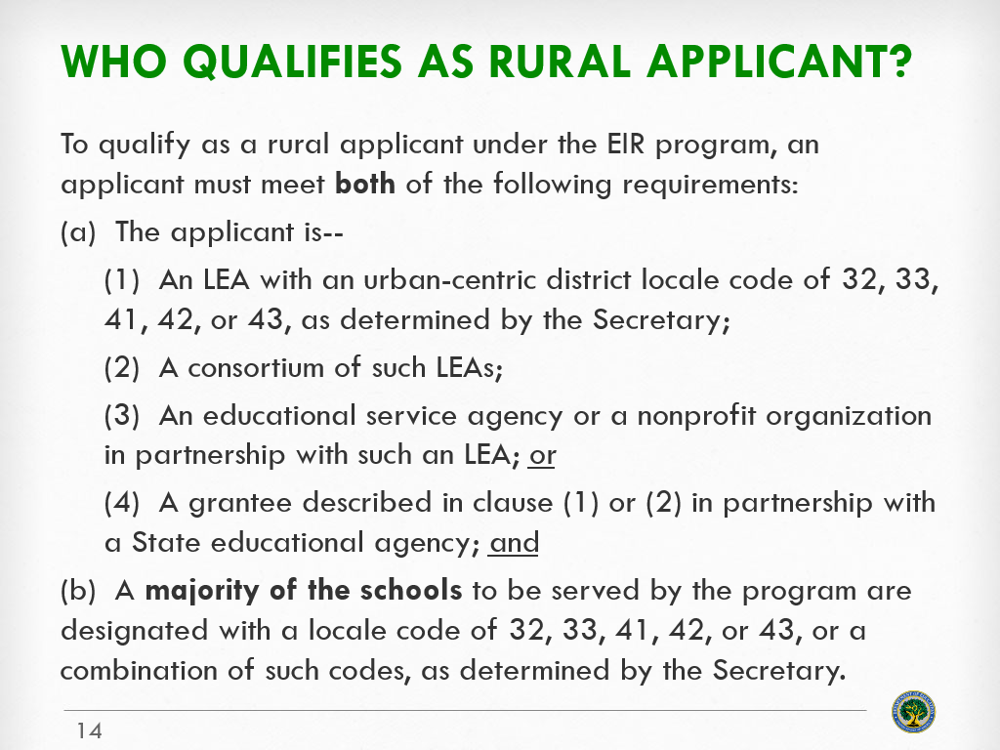 WHO QUALIFIES AS RURAL APPLICANT?
To qualify as a rural applicant under the EIR program, an
applicant must meet both of the following requirements:
(a) The applicant is--
(1) An LEA with an urban-centric district locale code of 32, 33,
41, 42, or 43, as determined by the Secretary;
(2) A consortium of such LEAs;
(3) An educational service agency or a nonprofit organization
in partnership with such an LEA; or
(4) A grantee described in clause (1) or (2) in partnership with
a State educational agency; and
(b) A majority of the schools to be served by the program are
designated with a locale code of 32, 33, 41, 42, or 43, or a
combination of such codes, as determined by the Secretary.
14